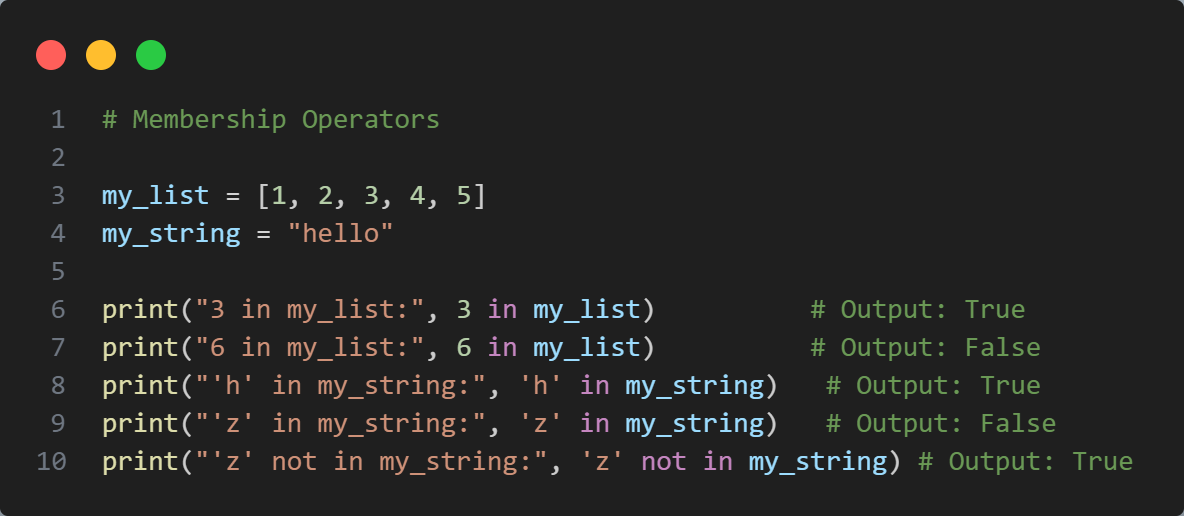 1 # Membership Operators
2
3 my_list = [1, 2, 3, 4, 5]
4 my_string = "hello"
5
6 print("3 in my_list:", 3 in my_list)          # Output: True
7 print("6 in my_list:", 6 in my_list)          # Output: False
8 print("'h' in my_string:", 'h' in my_string)   # Output: True
9 print("'z' in my_string:", 'z' in my_string)   # Output: False
10 print("'z' not in my_string:", 'z' not in my_string) # Output: True